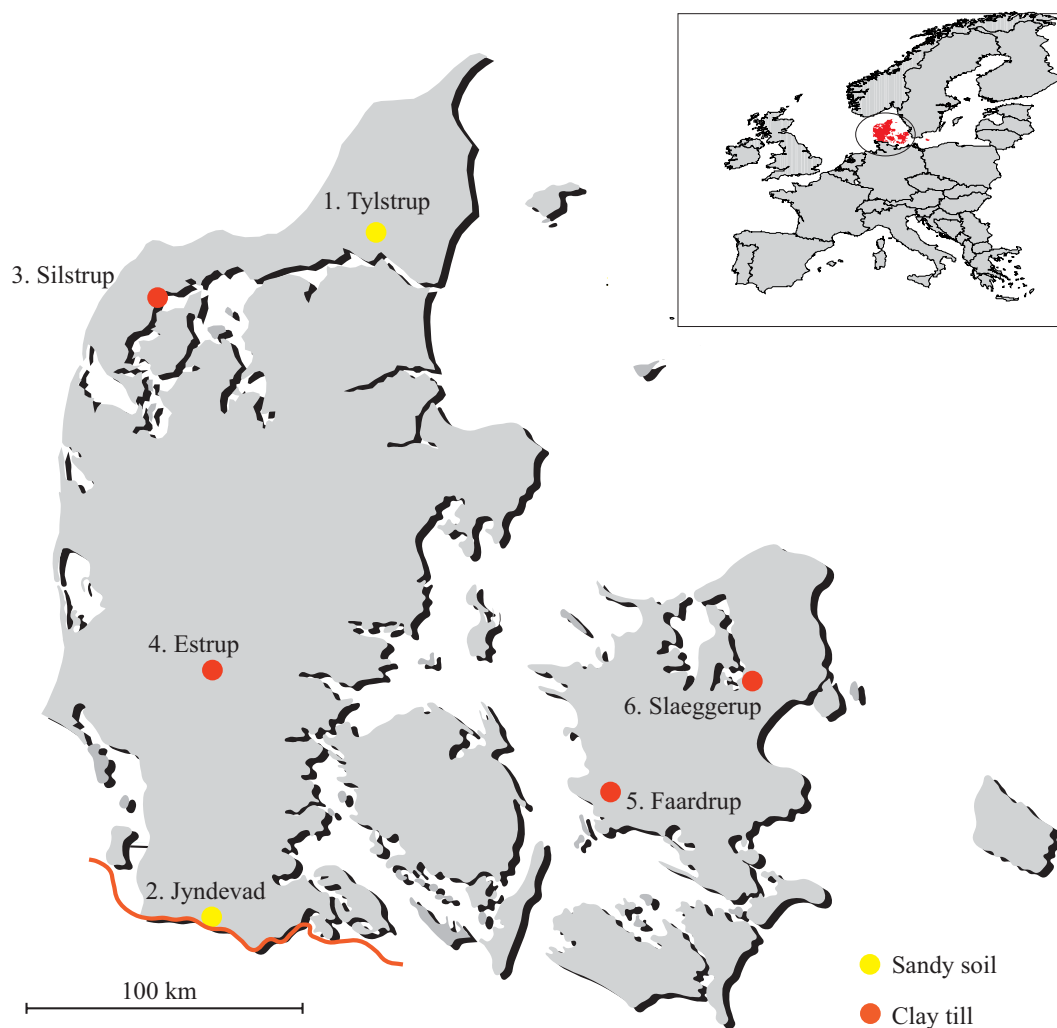 1. Tylstrup
3. Silstrup
4. Estrup
6. Slaeggerup
5. Faardrup
2. Jyndevad
Sandy soil
100 km
Clay till